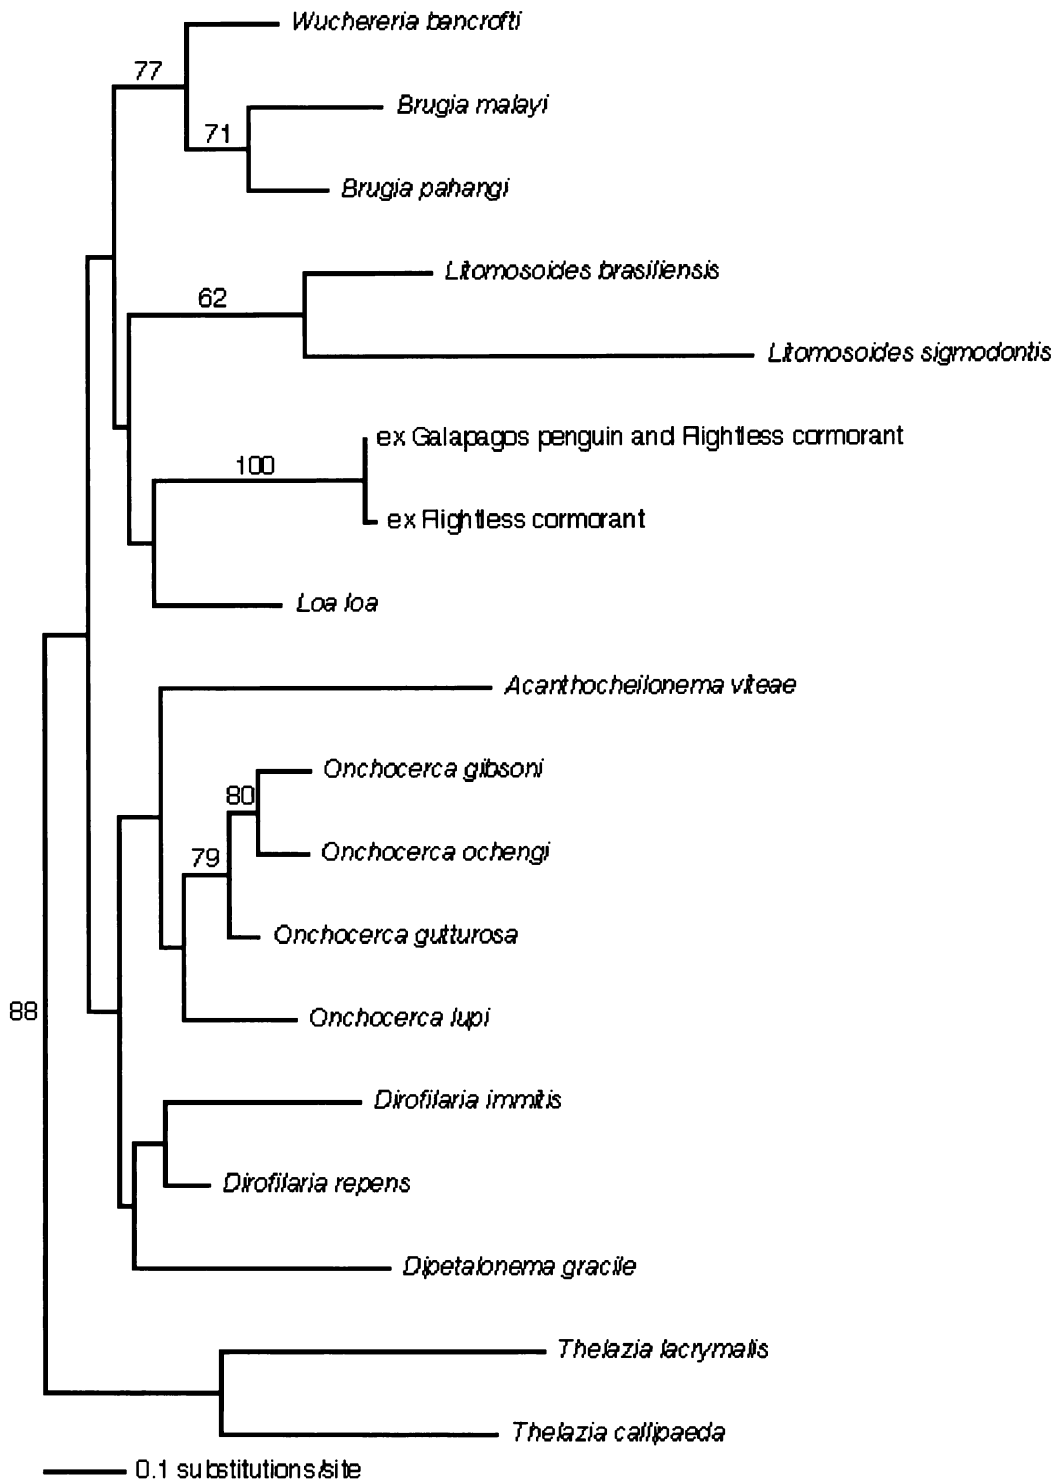 Wuchereria bancrofti
77
Brugia malayi
71
Brugia pahangi
Litomosoides brasiliensis
62
Litomosoides sigmodontis
ex Galapagos penguin and Flightless cormorant
100
ex Flightless cormorant
Loa loa
Acanthocheilonema viteae
Onchocerca gibsoni
80
Onchocerca ochengi
79
Onchocerca gutturosa
Onchocerca lupi
88
Dirofilaria immitis
Dirofilaria repens
Dipetalonema gracile
Thelazia lacrymalis
Thelazia callipaeda
0.1 substitutions/site